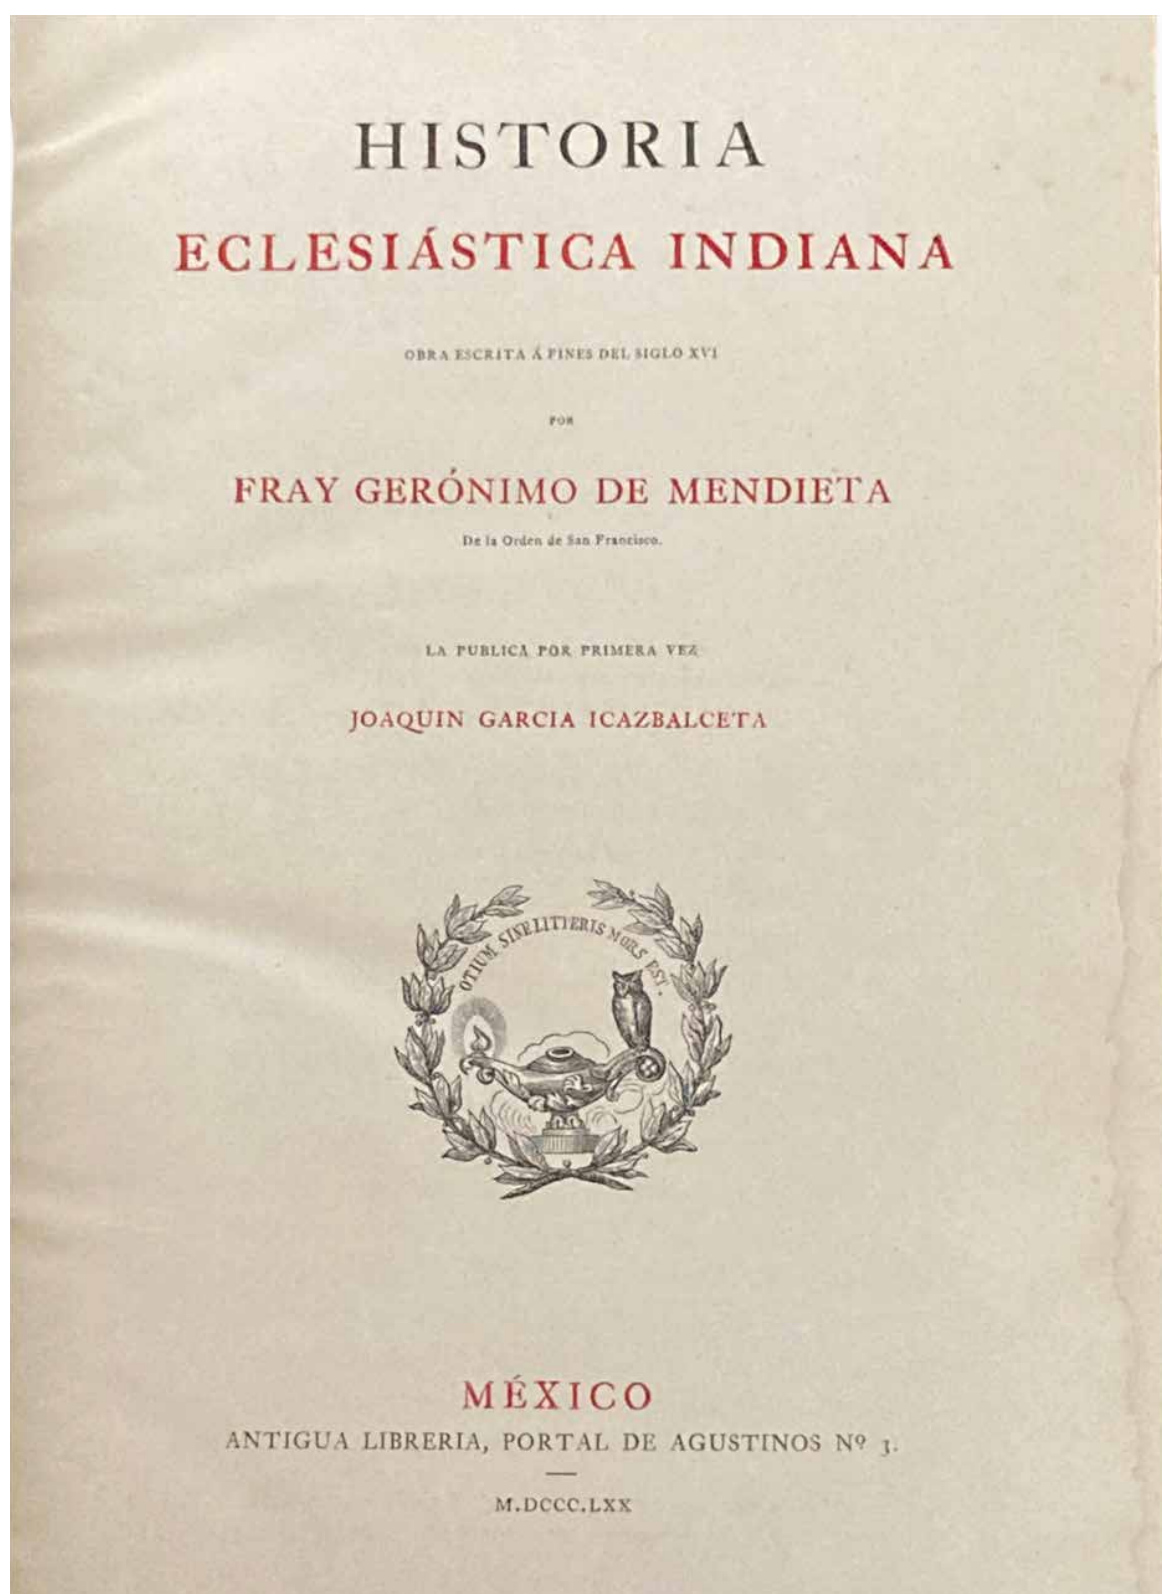 HISTORIA
ECLESIÁSTICA INDIANA
OBRA ESCRITA Á FINES DEL SIGLO XVI
POR
FRAY GERÓNIMO DE MENDIETA
De la Orden de San Francisco.
LA PUBLICA POR PRIMERA VEZ
JOAQUIN GARCIA ICAZBALCETA
OTIUM SINE LITTERIS MORS EST.
MÉXICO
ANTIGUA LIBRERIA, PORTAL DE AGUSTINOS Nº 3.
M.DCCC.LXX